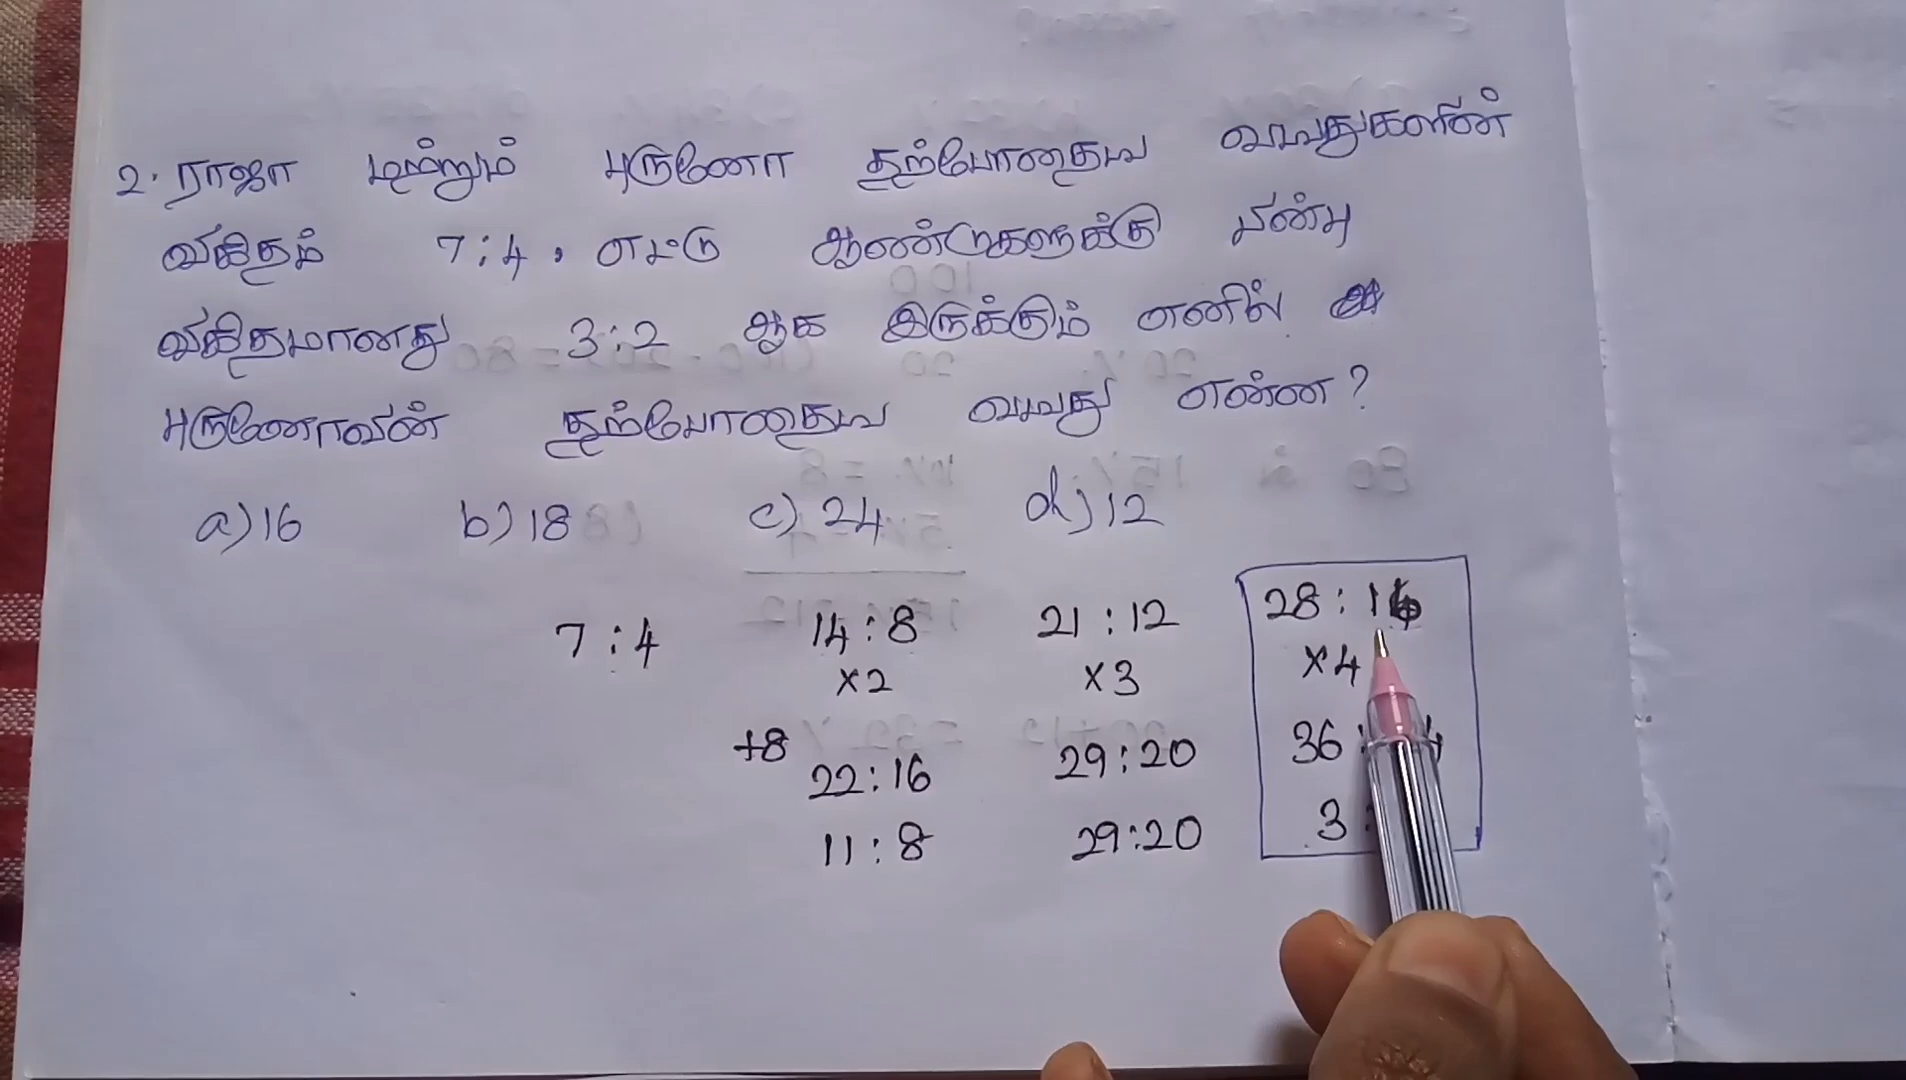 2. ராஜா மற்றும் புருனோ தற்போதைய வயதுகளின்
விகிதம் 7:4, எட்டு ஆண்டுகளுக்கு பின்பு
விகிதமானது 3:2 ஆக இருக்கும் எனில்
புருனோவின் தற்போதைய வயது என்ன?
a) 16 b) 18 c) 24 d) 12
7:4 14:8 21:12 28:16
×2 ×3 ×4
+8 22:16 29:20 36:
11:8 29:20 3: